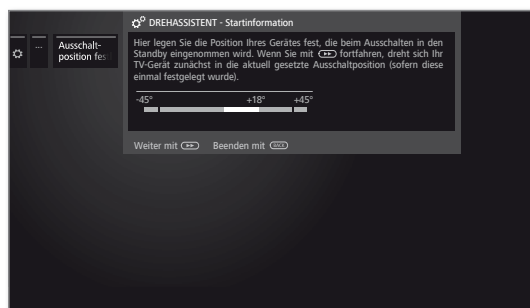 DREHASSISTENT - Startinformation
... Ausschalt-
position fes
Hier legen Sie die Position Ihres Gerätes fest, die beim Ausschalten in den
Standby eingenommen wird. Wenn Sie mit fortfahren, dreht sich Ihr
TV-Gerät zunächst in die aktuell gesetzte Ausschaltposition (sofern diese
einmal festgelegt wurde).
-45° +18° +45°
Weiter mit Beenden mit BACK